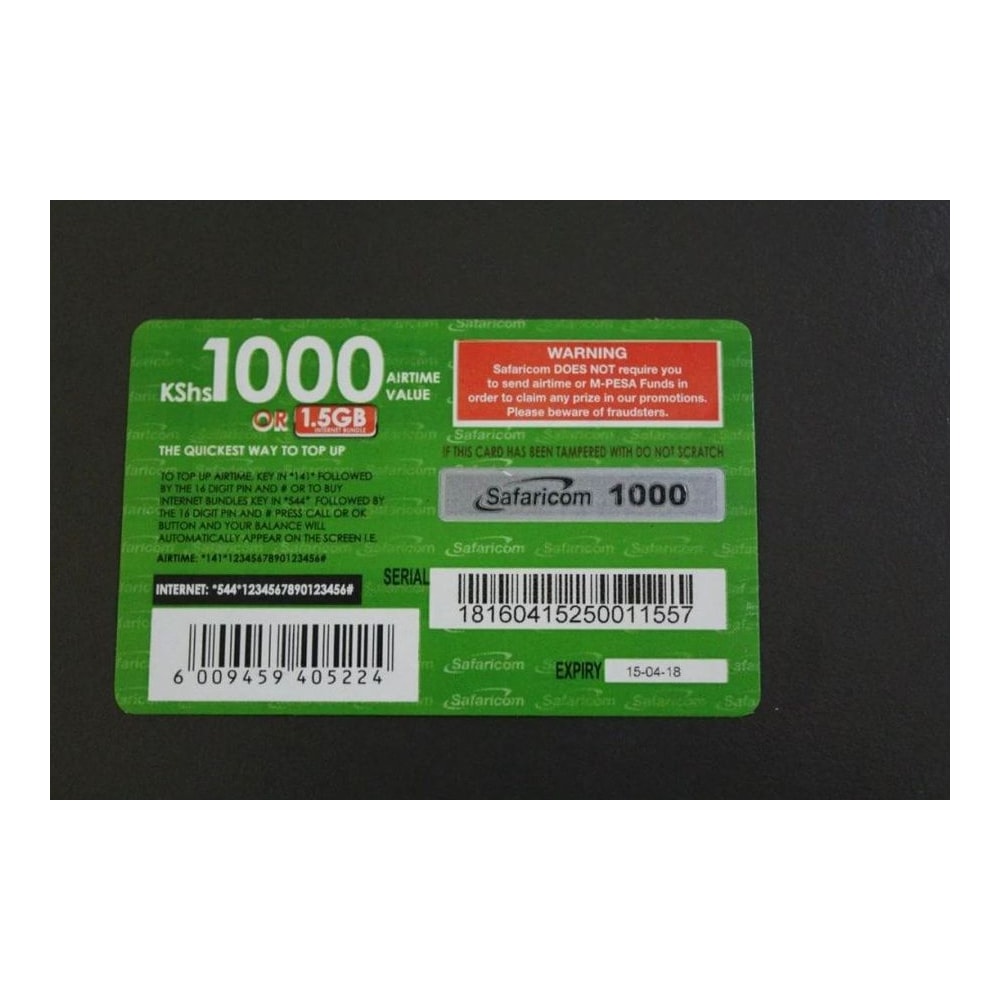 KShs 1000 AIRTIME VALUE
OR 1.5GB
INTERNET BUNDLE
THE QUICKEST WAY TO TOP UP
TO TOP UP AIRTIME, KEY IN *141* FOLLOWED
BY THE 16 DIGIT PIN AND # OR TO BUY
INTERNET BUNDLES KEY IN *544* FOLLOWED BY
THE 16 DIGIT PIN AND # PRESS CALL OR OK
BUTTON AND YOUR BALANCE WILL
AUTOMATICALLY APPEAR ON THE SCREEN I.E.
AIRTIME: *141*1234567890123456#
INTERNET: *544*1234567890123456#
6 009459 405224
WARNING
Safaricom DOES NOT require you
to send airtime or M-PESA Funds in
order to claim any prize in our promotions.
Please beware of fraudsters.
IF THIS CARD HAS BEEN TAMPERED WITH DO NOT SCRATCH
Safaricom 1000
SERIAL
18160415250011557
EXPIRY 15-04-18